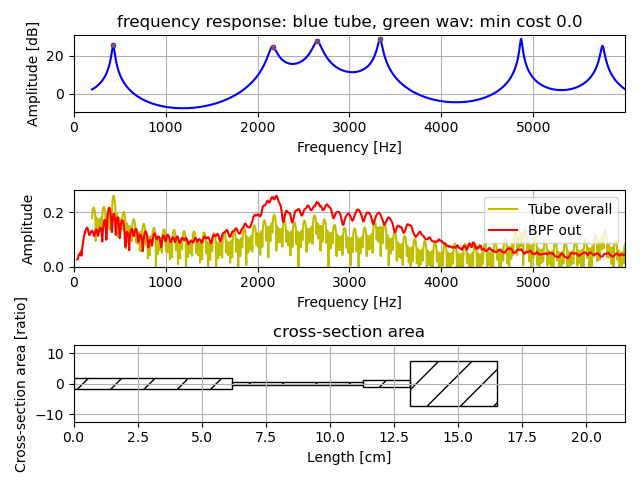 frequency response: blue tube, green wav: min cost 0.0
Amplitude [dB]
20
0
0
1000
2000
3000
4000
5000
Frequency [Hz]
Amplitude
0.2
0.0
Tube overall
BPF out
0
1000
2000
3000
4000
5000
Frequency [Hz]
cross-section area
Cross-section area [ratio]
10
0
−10
0.0
2.5
5.0
7.5
10.0
12.5
15.0
17.5
20.0
Length [cm]